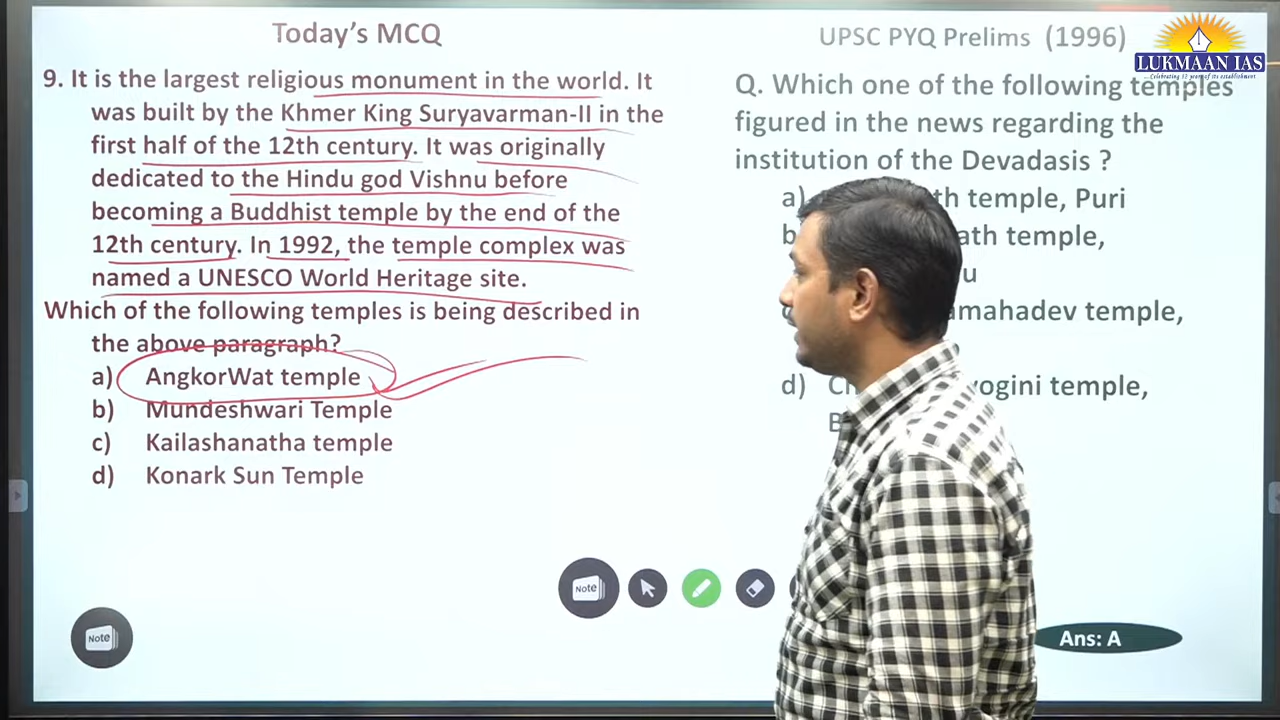 Today's MCQ
9. It is the largest religious monument in the world. It
was built by the Khmer King Suryavarman-II in the
first half of the 12th century. It was originally
dedicated to the Hindu god Vishnu before
becoming a Buddhist temple by the end of the
12th century. In 1992, the temple complex was
named a UNESCO World Heritage site.
Which of the following temples is being described in
the above paragraph?
a) AngkorWat temple
b) Mundeshwari Temple
c) Kailashanatha temple
d) Konark Sun Temple
Note
UPSC PYQ Prelims (1996)
LUKMAAN IAS
Q. Which one of the following temples
figured in the news regarding the
institution of the Devadasis ?
a) temple, Puri
b temple,
temple,
d) temple,
Note
Ans: A